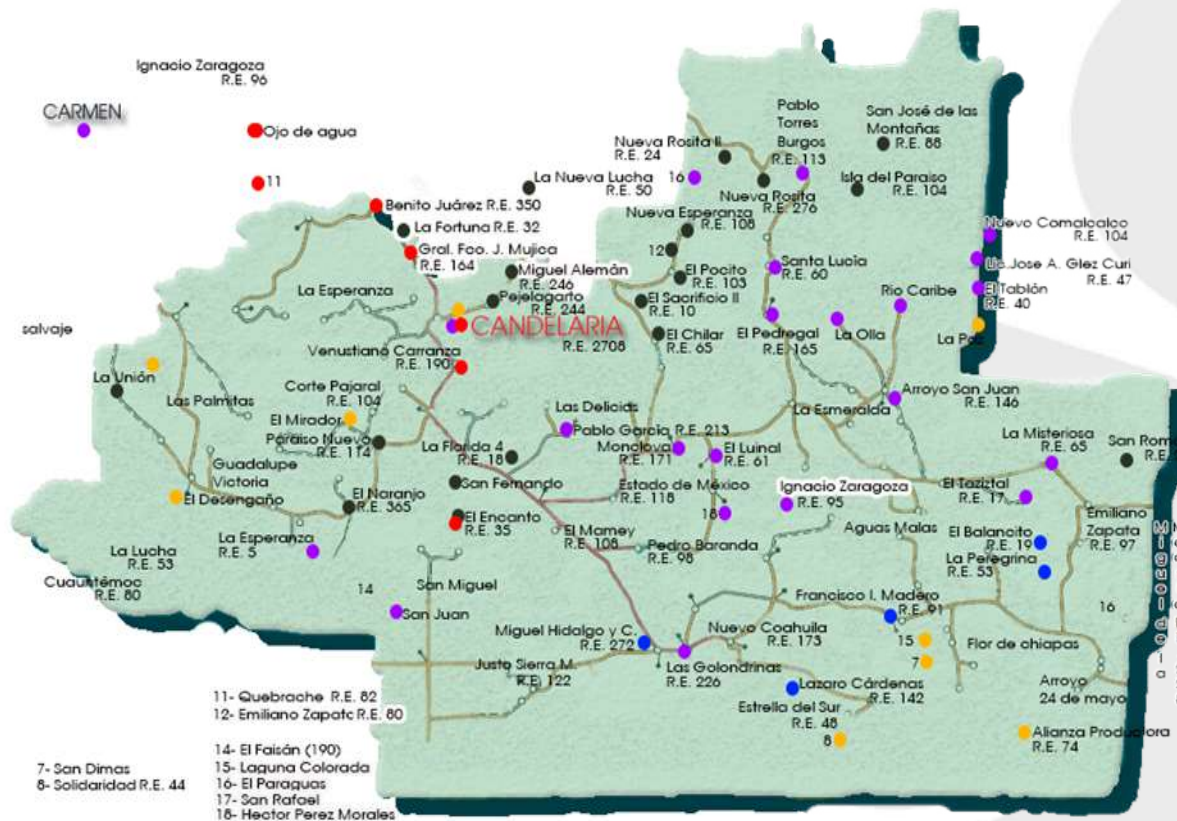 Ignacio Zaragoza
R.E. 96
CARMEN
Ojo de agua
11
Pablo
Torres
Burgos
R.E. 113
San José de las
Montañas
R.E. 88
Nueva Rosita II
R.E. 24
La Nueva Lucha
R.E. 50
16
Nueva Rosita
R.E. 276
Isla del Paraiso
R.E. 104
Benito Juárez R.E. 350
La Fortuna R.E. 32
Nueva Esperanza
R.E. 108
12
Nuevo Comalcalco
R.E. 104
Gral. Fco. J. Mujica
R.E. 164
Miguel Alemán
R.E. 246
Santa Lucía
R.E. 60
Lic. Jose A. Glez Curi
R.E. 47
El Pocito
R.E. 103
La Esperanza
Pejelagarto
R.E. 244
El Sacrificio II
R.E. 10
Rio Caribe
El Tablón
R.E. 40
salvaje
CANDELARIA
R.E. 2708
El Chilar
R.E. 65
El Pedregal
R.E. 165
La Olla
La Paz
Venustiano Carranza
R.E. 190
La Unión
Las Palmitas
Corte Pajaral
R.E. 104
El Mirador
Las Delicias
La Esmeralda
Arroyo San Juan
R.E. 146
Paraiso Nuevo
R.E. 114
La Florida 4
R.E. 18
Pablo García R.E. 213
Monclova
R.E. 171
El Luinal
R.E. 61
La Misteriosa
R.E. 65
San Rom
R.E.
Guadalupe
Victoria
El Desengaño
San Fernando
Estado de México
R.E. 118
Ignacio Zaragoza
R.E. 95
El Taziztal
R.E. 17
El Naranjo
R.E. 365
El Encanto
R.E. 35
18
El Mamey
R.E. 108
Aguas Malas
Emiliano
Zapata
R.E. 97
La Esperanza
R.E. 5
El Balancito
R.E. 19
La Lucha
R.E. 53
Pedro Baranda
R.E. 98
La Peregrina
R.E. 53
Cuauhtémoc
R.E. 80
14
San Miguel
San Juan
Francisco I. Madero
R.E. 91
16
Miguel Hidalgo y C.
R.E. 272
Nuevo Coahuila
R.E. 173
15
7
Flor de chiapas
Justo Sierra M.
R.E. 122
Las Golondrinas
R.E. 226
Lazaro Cárdenas
R.E. 142
Arroyo
24 de mayo
Estrella del Sur
R.E. 48
8
Alianza Productora
R.E. 74
11- Quebrache R.E. 82
12- Emiliano Zapata R.E. 80
14- El Faisán (190)
15- Laguna Colorada
16- El Paraguas
17- San Rafael
18- Hector Perez Morales
7- San Dimas
8- Solidaridad R.E. 44